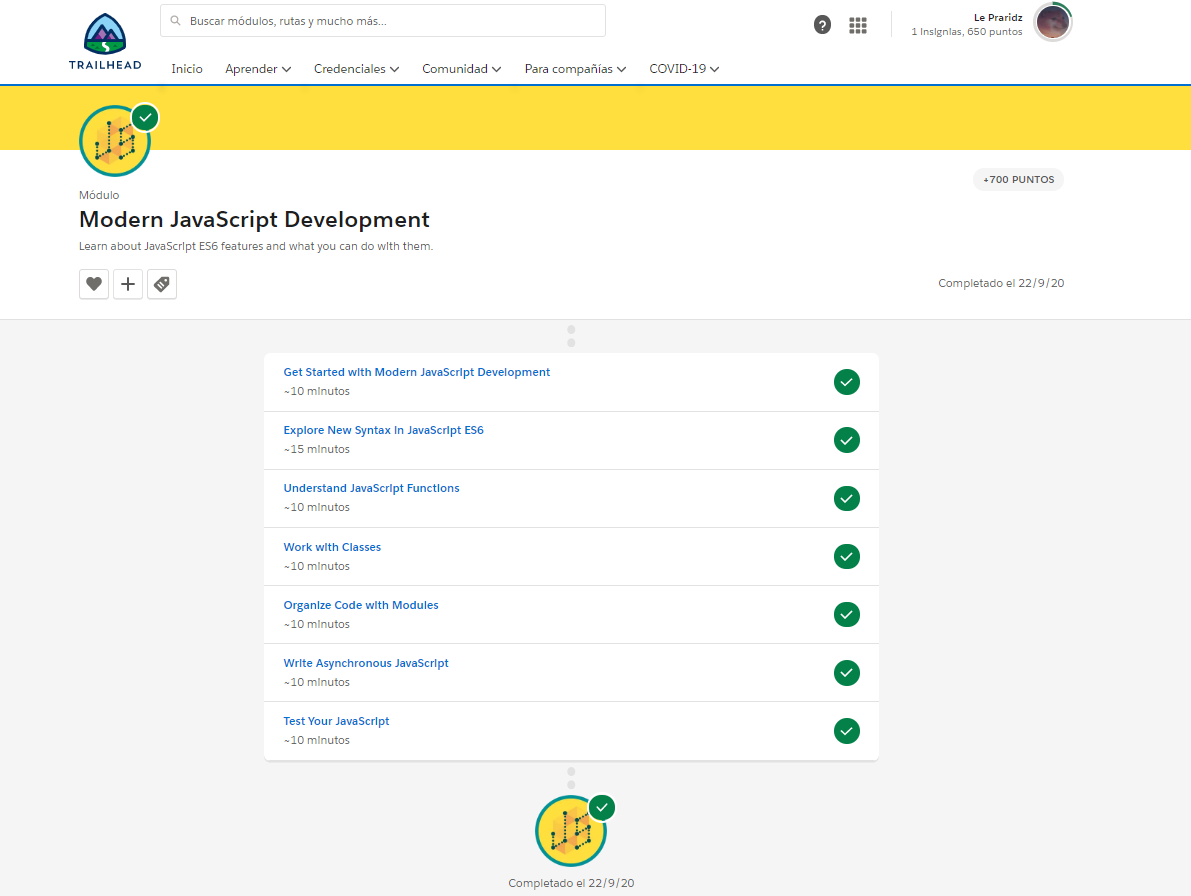 TRAILHEAD
Buscar módulos, rutas y mucho más...
?
Le Praridz
1 Insignias, 650 puntos
Inicio Aprender Credenciales Comunidad Para compañías COVID-19
+700 PUNTOS
Módulo
Modern JavaScript Development
Learn about JavaScript ES6 features and what you can do with them.
Completado el 22/9/20
Get Started with Modern JavaScript Development
~10 minutos
Explore New Syntax in JavaScript ES6
~15 minutos
Understand JavaScript Functions
~10 minutos
Work with Classes
~10 minutos
Organize Code with Modules
~10 minutos
Write Asynchronous JavaScript
~10 minutos
Test Your JavaScript
~10 minutos
Completado el 22/9/20